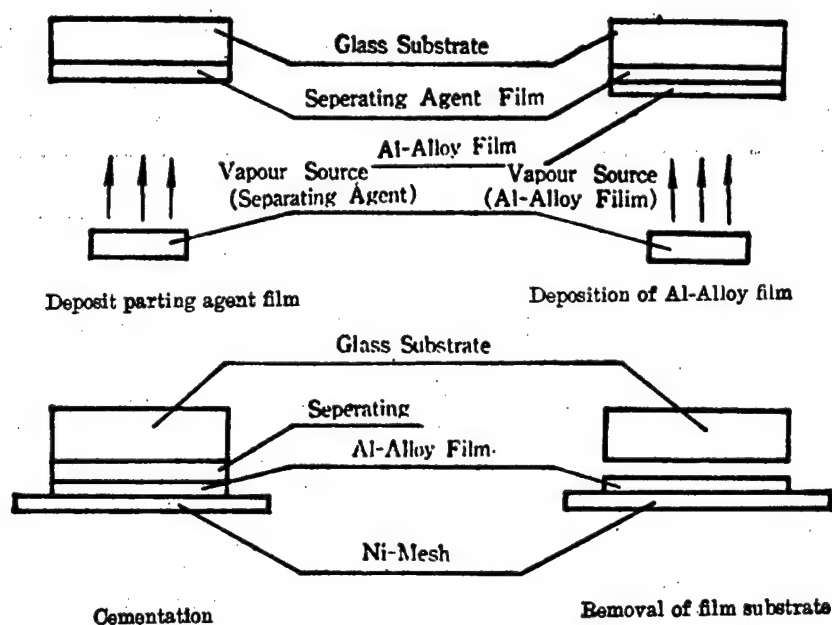 Glass Substrate
Seperating Agent Film
Al-Alloy Film
Vapour Source
(Separating Agent)
Vapour Source
(Al-Alloy Filim)
Deposit parting agent film
Deposition of Al-Alloy film
Glass Substrate
Seperating
Al-Alloy Film.
Ni-Mesh
Cementation
Removal of film substrate